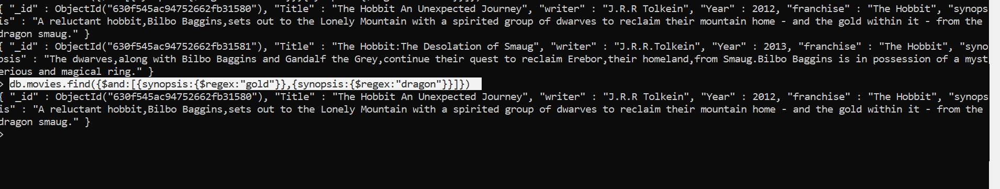 { "_id" : ObjectId("630f545ac94752662fb31580"), "Title" : "The Hobbit An Unexpected Journey", "writer" : "J.R.R Tolkein", "Year" : 2012, "franchise" : "The Hobbit", "synops
is" : "A reluctant hobbit,Bilbo Baggins,sets out to the Lonely Mountain with a spirited group of dwarves to reclaim their mountain home - and the gold within it - from the
dragon smaug." }
{ "_id" : ObjectId("630f545ac94752662fb31581"), "Title" : "The Hobbit:The Desolation of Smaug", "writer" : "J.R.R.Tolkein", "Year" : 2013, "franchise" : "The Hobbit", "syno
psis" : "The dwarves,along with Bilbo Baggins and Gandalf the Grey,continue their quest to reclaim Erebor,their homeland,from Smaug.Bilbo Baggins is in possession of a myst
erious and magical ring." }
> db.movies.find({$and:[{synopsis:{$regex:"gold"}},{synopsis:{$regex:"dragon"}}]})
{ "_id" : ObjectId("630f545ac94752662fb31580"), "Title" : "The Hobbit An Unexpected Journey", "writer" : "J.R.R Tolkein", "Year" : 2012, "franchise" : "The Hobbit", "synops
is" : "A reluctant hobbit,Bilbo Baggins,sets out to the Lonely Mountain with a spirited group of dwarves to reclaim their mountain home - and the gold within it - from the
dragon smaug." }
>